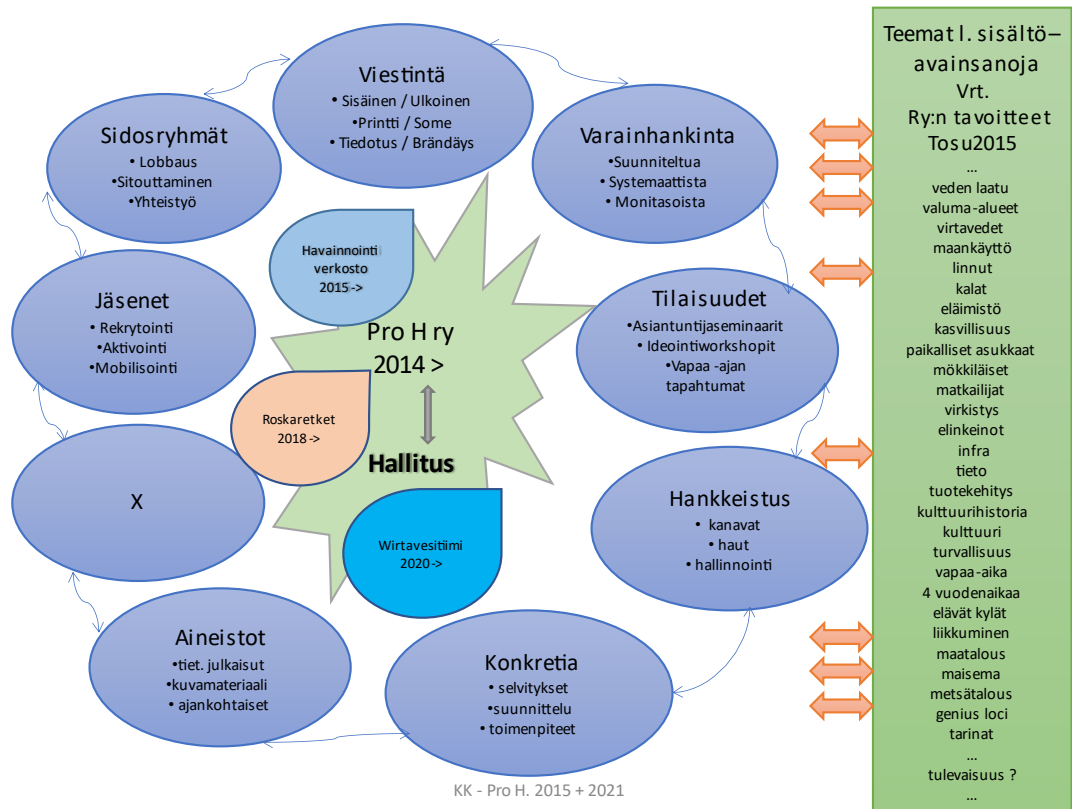 Viestintä
• Sisäinen / Ulkoinen
•Printti / Some
• Tiedotus / Brändäys
Sidosryhmät
• Lobbaus
•Sitouttaminen
•Yhteistyö
Varainhankinta
•Suunniteltua
• Systemaattista
• Monitasoista
Jäsenet
• Rekrytointi
•Aktivointi
•Mobilisointi
Tilaisuudet
•Asiantuntijaseminaarit
• Ideointiworkshopit
•Vapaa -ajan
tapahtumat
X
Hankkeistus
• kanavat
• haut
• hallinnointi
Aineistot
•tiet. julkaisut
•kuvamateriaali
• ajankohtaiset
Konkretia
• selvitykset
•suunnittelu
• toimenpiteet
Havainnointi
verkosto
2015 ->
Pro H ry
2014 >
Roskaretket
2018 ->
Hallitus
Wirtavesitiimi
2020 ->
Teemat l. sisältö–
avainsanoja
Vrt.
Ry:n tavoitteet
Tosu2015
...
veden laatu
valuma-alueet
virtavedet
maankäyttö
linnut
kalat
eläimistö
kasvillisuus
paikalliset asukkaat
mökkiläiset
matkailijat
virkistys
elinkeinot
infra
tieto
tuotekehitys
kulttuurihistoria
kulttuuri
turvallisuus
vapaa-aika
4 vuodenaikaa
elävät kylät
liikkuminen
maatalous
maisema
metsätalous
genius loci
tarinat
...
tulevaisuus ?
...
KK - Pro H. 2015 + 2021